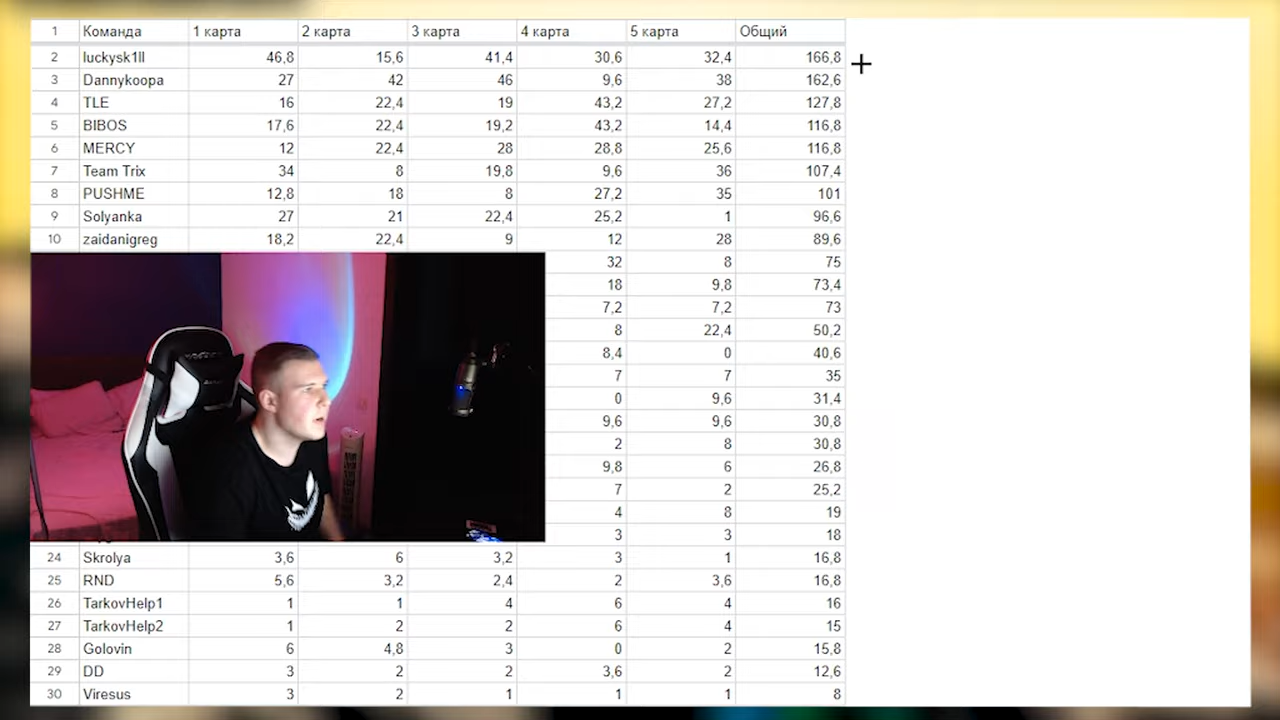 1 Команда 1 карта 2 карта 3 карта 4 карта 5 карта Общий
2 luckysk1ll 46,8 15,6 41,4 30,6 32,4 166,8
3 Dannykoopa 27 42 46 9,6 38 162,6
4 TLE 16 22,4 19 43,2 27,2 127,8
5 BIBOS 17,6 22,4 19,2 43,2 14,4 116,8
6 MERCY 12 22,4 28 28,8 25,6 116,8
7 Team Trix 34 8 19,8 9,6 36 107,4
8 PUSHME 12,8 18 8 27,2 35 101
9 Solyanka 27 21 22,4 25,2 1 96,6
10 zaidanigreg 18,2 22,4 9 12 28 89,6
32 8 75
18 9,8 73,4
7,2 7,2 73
8 22,4 50,2
8,4 0 40,6
7 7 35
0 9,6 31,4
9,6 9,6 30,8
2 8 30,8
9,8 6 26,8
7 2 25,2
4 8 19
3 3 18
24 Skrolya 3,6 6 3,2 3 1 16,8
25 RND 5,6 3,2 2,4 2 3,6 16,8
26 TarkovHelp1 1 1 4 6 4 16
27 TarkovHelp2 1 2 2 6 4 15
28 Golovin 6 4,8 3 0 2 15,8
29 DD 3 2 2 3,6 2 12,6
30 Viresus 3 2 1 1 1 8